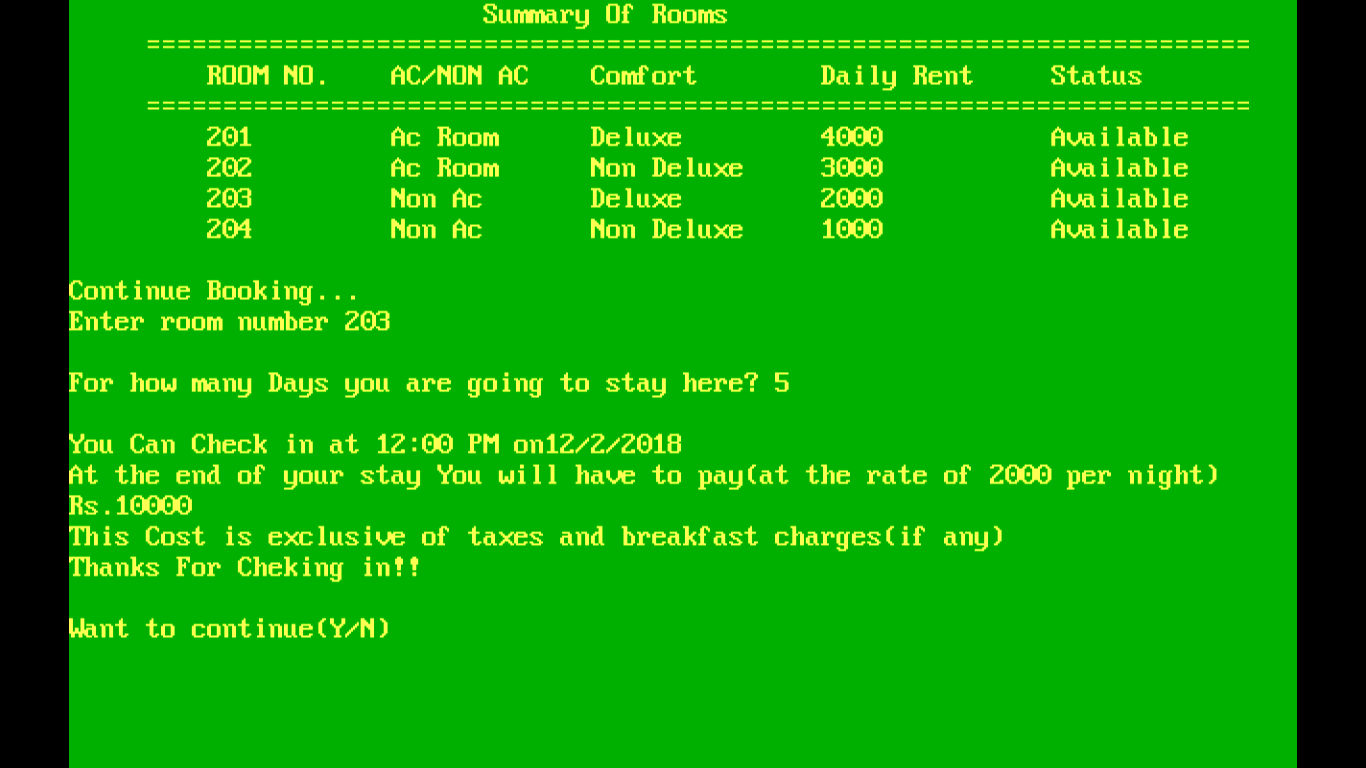 Summary Of Rooms
========================================================================
ROOM NO. AC/NON AC Comfort Daily Rent Status
========================================================================
201 Ac Room Deluxe 4000 Available
202 Ac Room Non Deluxe 3000 Available
203 Non Ac Deluxe 2000 Available
204 Non Ac Non Deluxe 1000 Available
Continue Booking...
Enter room number 203
For how many Days you are going to stay here? 5
You Can Check in at 12:00 PM on12/2/2018
At the end of your stay You will have to pay(at the rate of 2000 per night)
Rs.10000
This Cost is exclusive of taxes and breakfast charges(if any)
Thanks For Cheking in!!
Want to continue(Y/N)